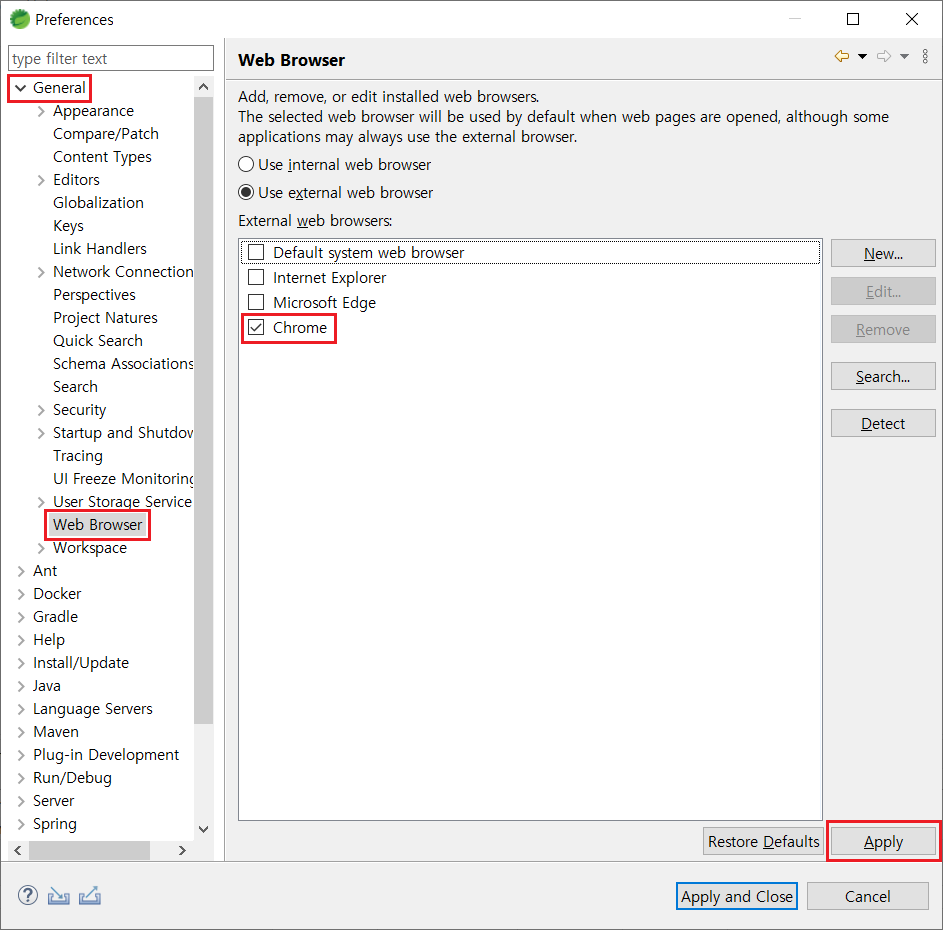 Preferences
type filter text
General
Appearance
Compare/Patch
Content Types
Editors
Globalization
Keys
Link Handlers
Network Connection
Perspectives
Project Natures
Quick Search
Schema Associations
Search
Security
Startup and Shutdov
Tracing
UI Freeze Monitoring
User Storage Service
Web Browser
Workspace
Ant
Docker
Gradle
Help
Install/Update
Java
Language Servers
Maven
Plug-in Development
Run/Debug
Server
Spring
Web Browser
Add, remove, or edit installed web browsers.
The selected web browser will be used by default when web pages are opened, although some
applications may always use the external browser.
Use internal web browser
Use external web browser
External web browsers:
Default system web browser
Internet Explorer
Microsoft Edge
Chrome
New...
Edit...
Remove
Search...
Detect
Restore Defaults
Apply
Apply and Close
Cancel